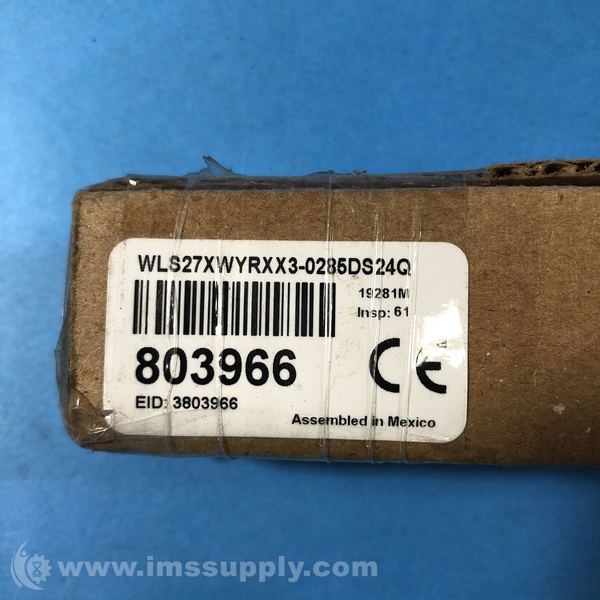 WLS27XWYRXX3-0285DS24Q
19281M
Insp: 61
803966
CE
EID: 3803966
Assembled in Mexico
www.imssupply.com